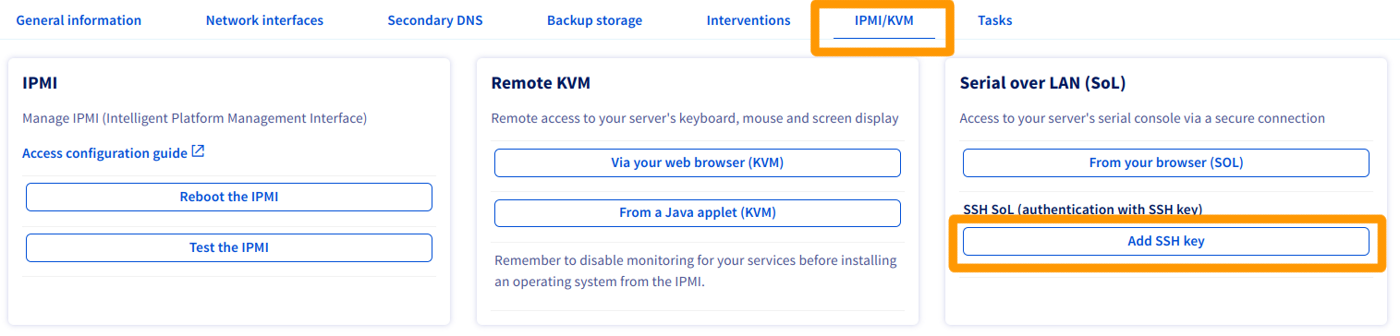 General information
Network interfaces
Secondary DNS
Backup storage
Interventions
IPMI/KVM
Tasks
IPMI
Manage IPMI (Intelligent Platform Management Interface)
Access configuration guide
Reboot the IPMI
Test the IPMI
Remote KVM
Remote access to your server's keyboard, mouse and screen display
Via your web browser (KVM)
From a Java applet (KVM)
Remember to disable monitoring for your services before installing
an operating system from the IPMI.
Serial over LAN (SoL)
Access to your server's serial console via a secure connection
From your browser (SOL)
SSH SoL (authentication with SSH key)
Add SSH key